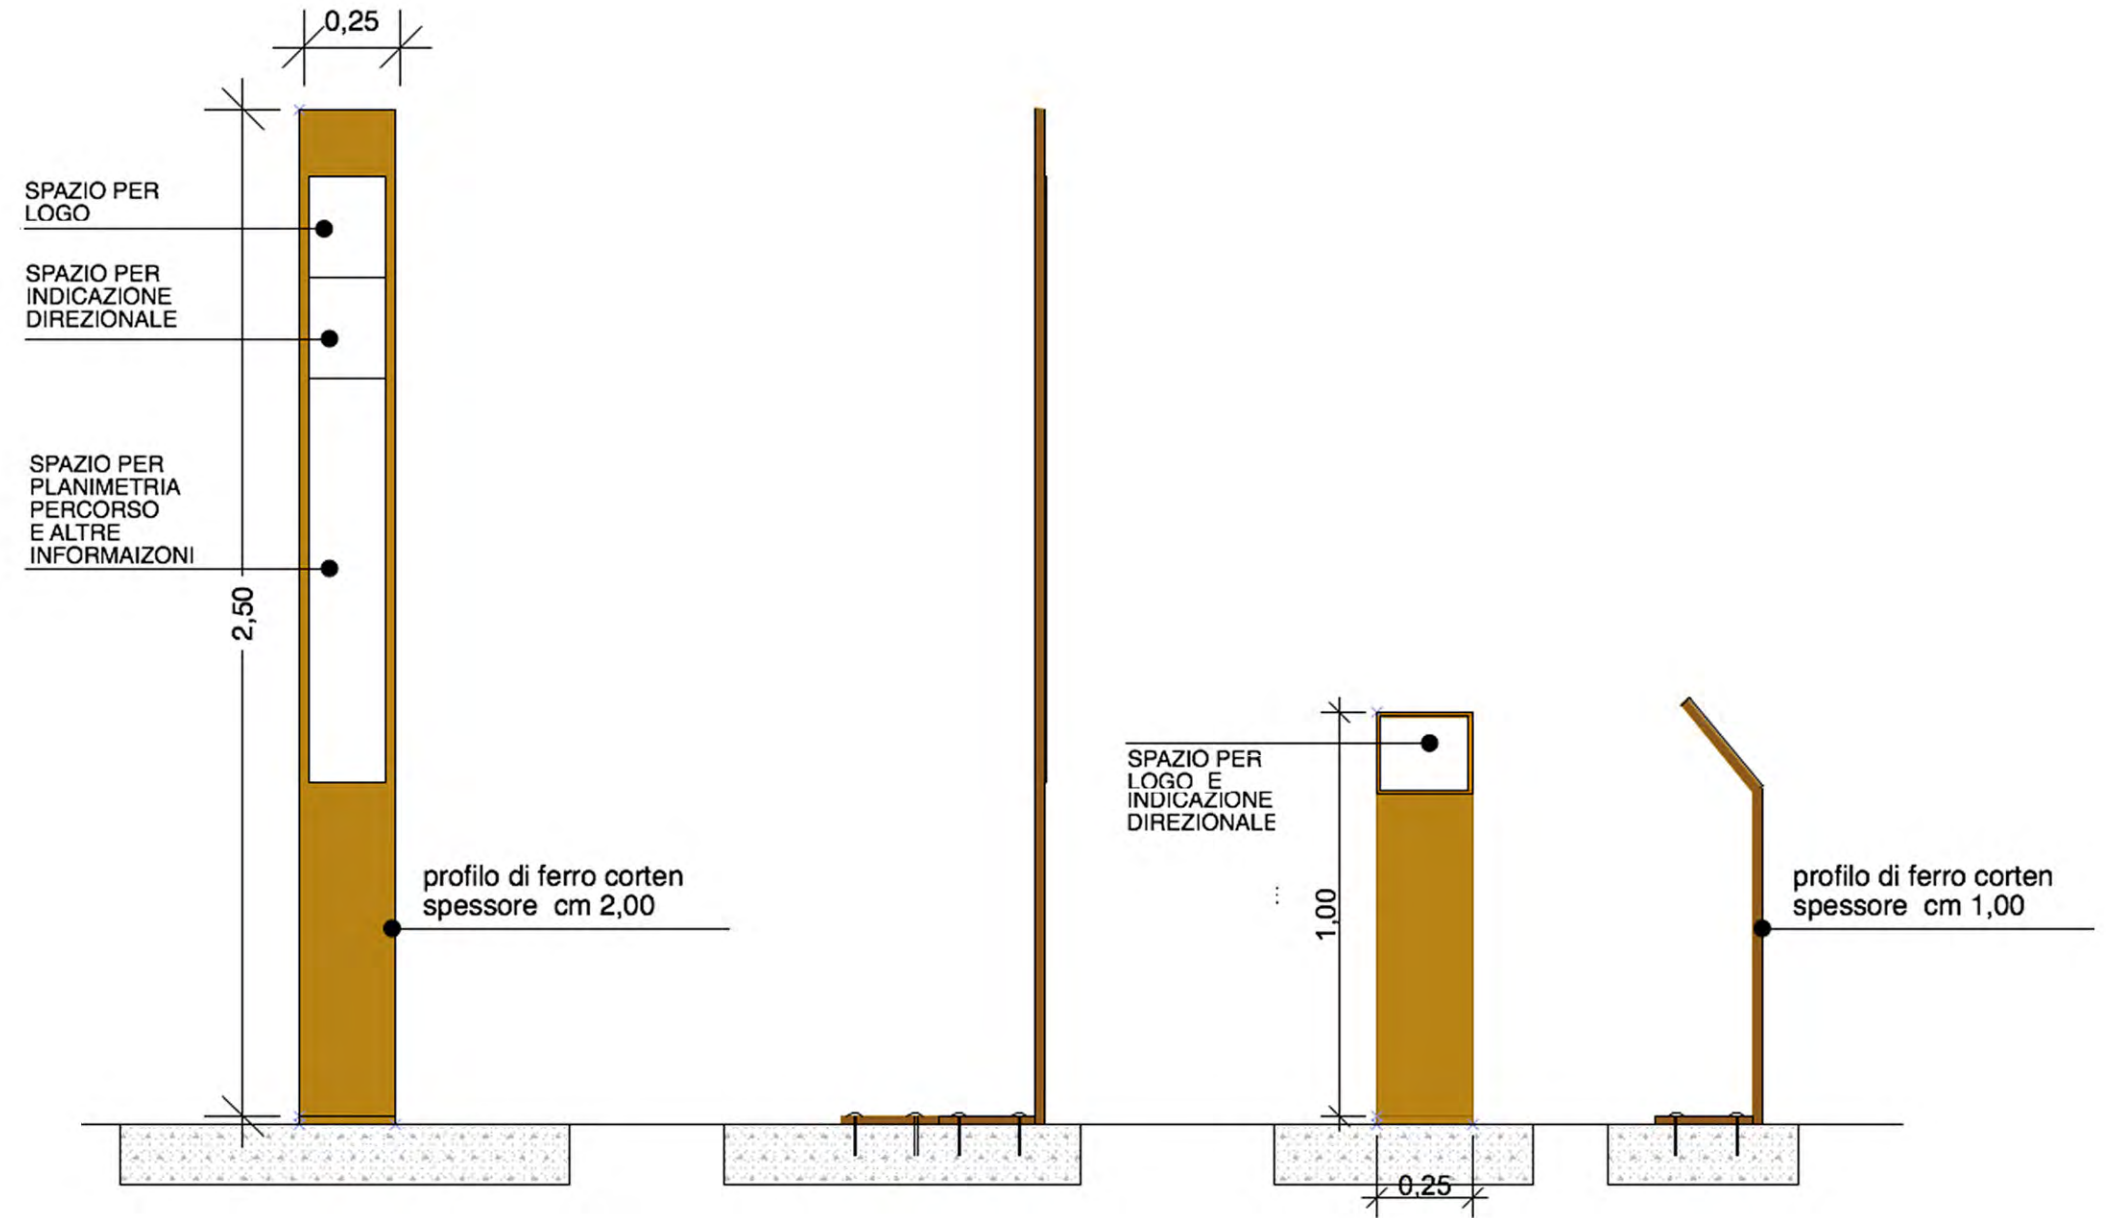 0,25
SPAZIO PER
LOGO
SPAZIO PER
INDICAZIONE
DIREZIONALE
SPAZIO PER
PLANIMETRIA
PERCORSO
E ALTRE
INFORMAIZONI
2,50
profilo di ferro corten
spessore cm 2,00
SPAZIO PER
LOGO E
INDICAZIONE
DIREZIONALE
1,00
0,25
profilo di ferro corten
spessore cm 1,00